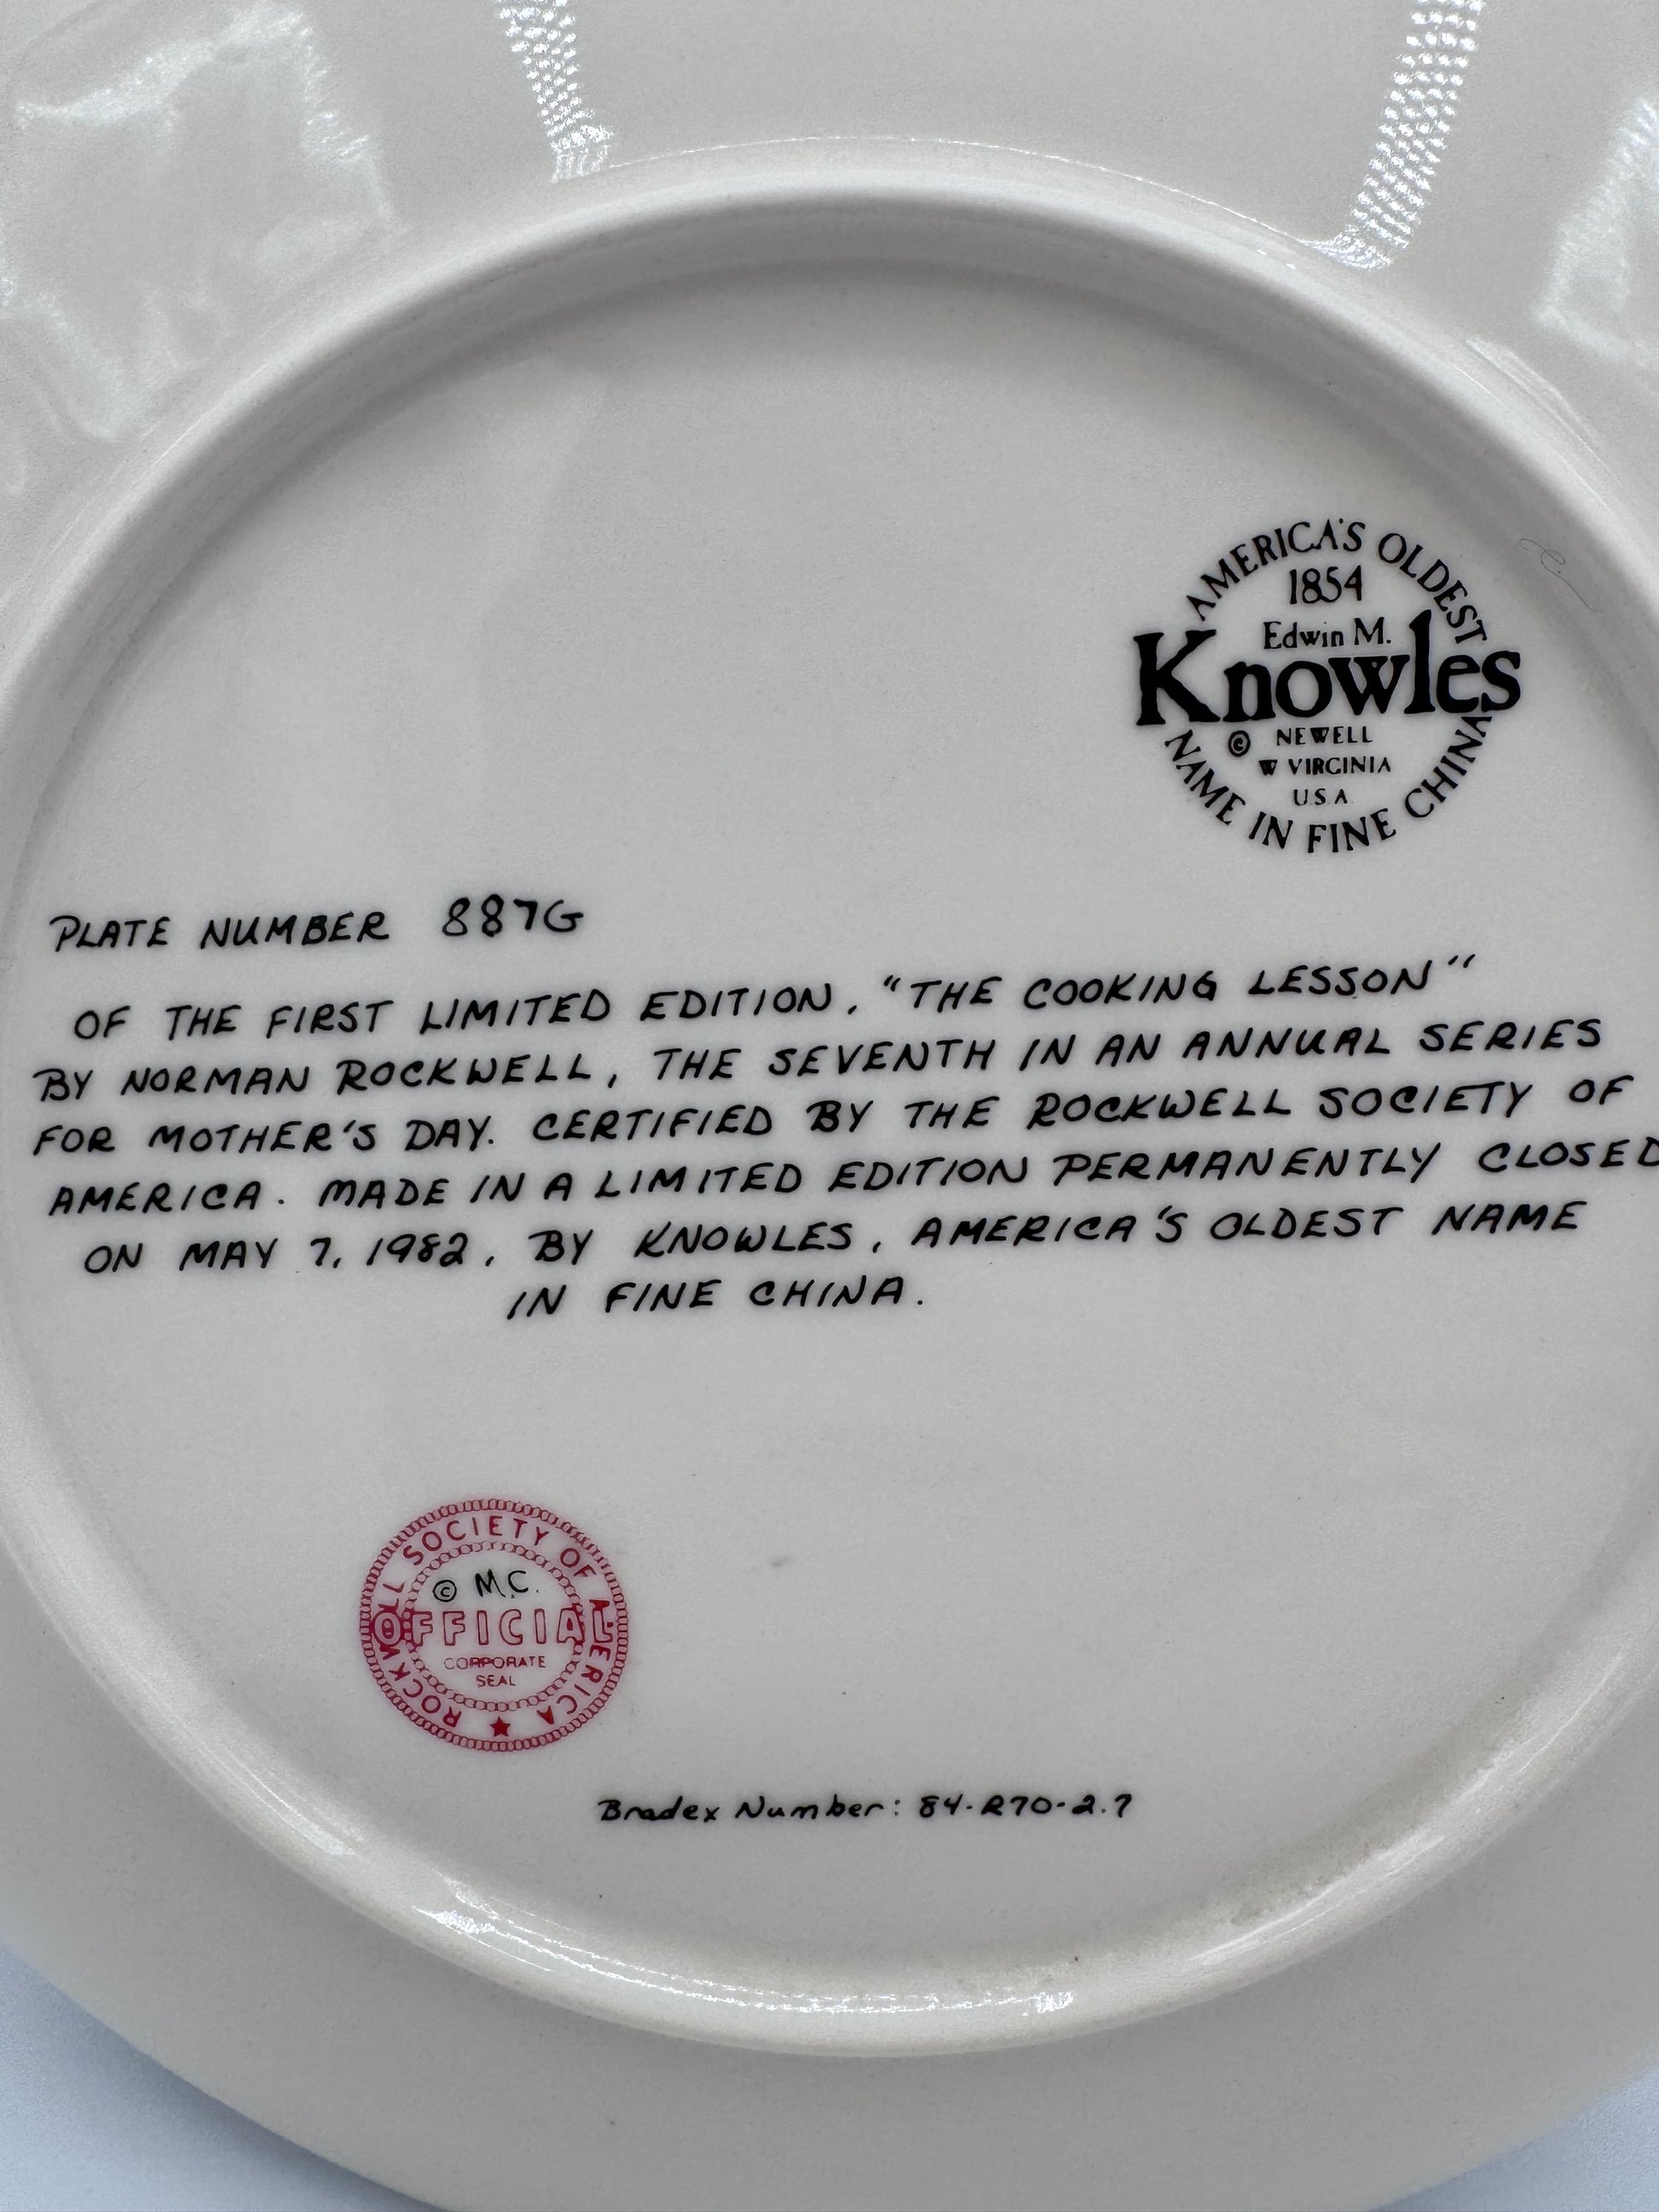 AMERICA'S OLDEST
1854
Edwin M.
Knowles
© NEWELL
W VIRGINIA
USA
NAME IN FINE CHINA
PLATE NUMBER 887G
OF THE FIRST LIMITED EDITION, "THE COOKING LESSON"
BY NORMAN ROCKWELL, THE SEVENTH IN AN ANNUAL SERIES
FOR MOTHER'S DAY. CERTIFIED BY THE ROCKWELL SOCIETY OF
AMERICA. MADE IN A LIMITED EDITION PERMANENTLY CLOSED
ON MAY 7, 1982, BY KNOWLES, AMERICA'S OLDEST NAME
IN FINE CHINA.
ROCKWELL SOCIETY OF AMERICA
© M.C.
OFFICIAL
CORPORATE
SEAL
Bradex Number: 84-R70-2.7